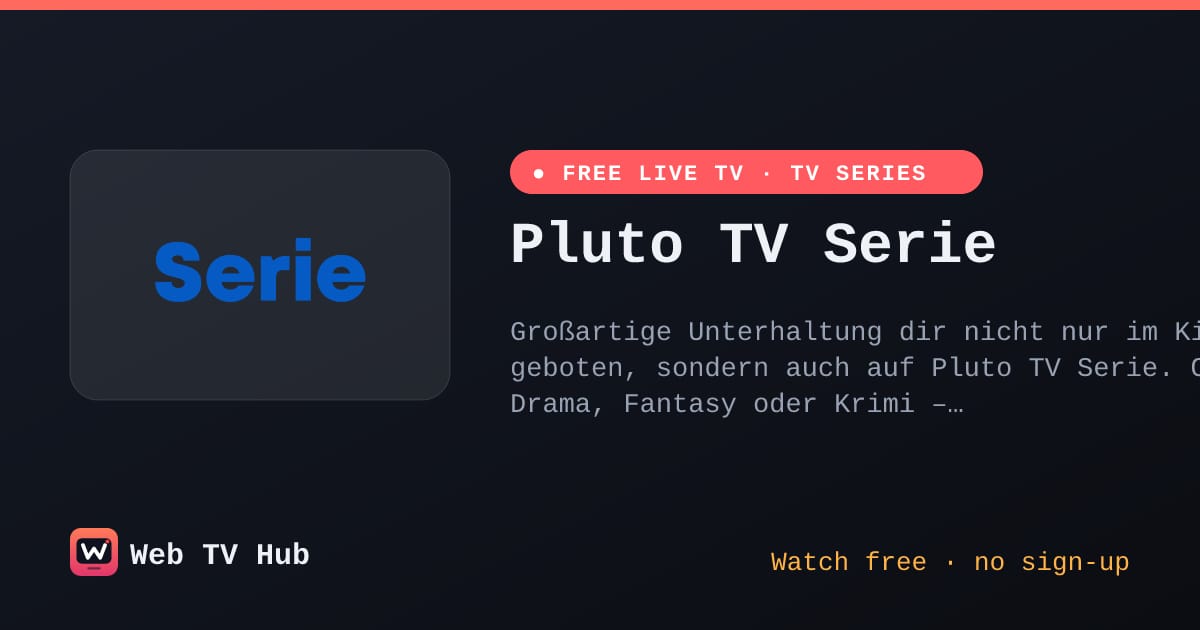 Serie
● FREE LIVE TV · TV SERIES
Pluto TV Serie
Großartige Unterhaltung dir nicht nur im
geboten, sondern auch auf Pluto TV Serie.
Drama, Fantasy oder Krimi –…
Web TV Hub
Watch free · no sign-up